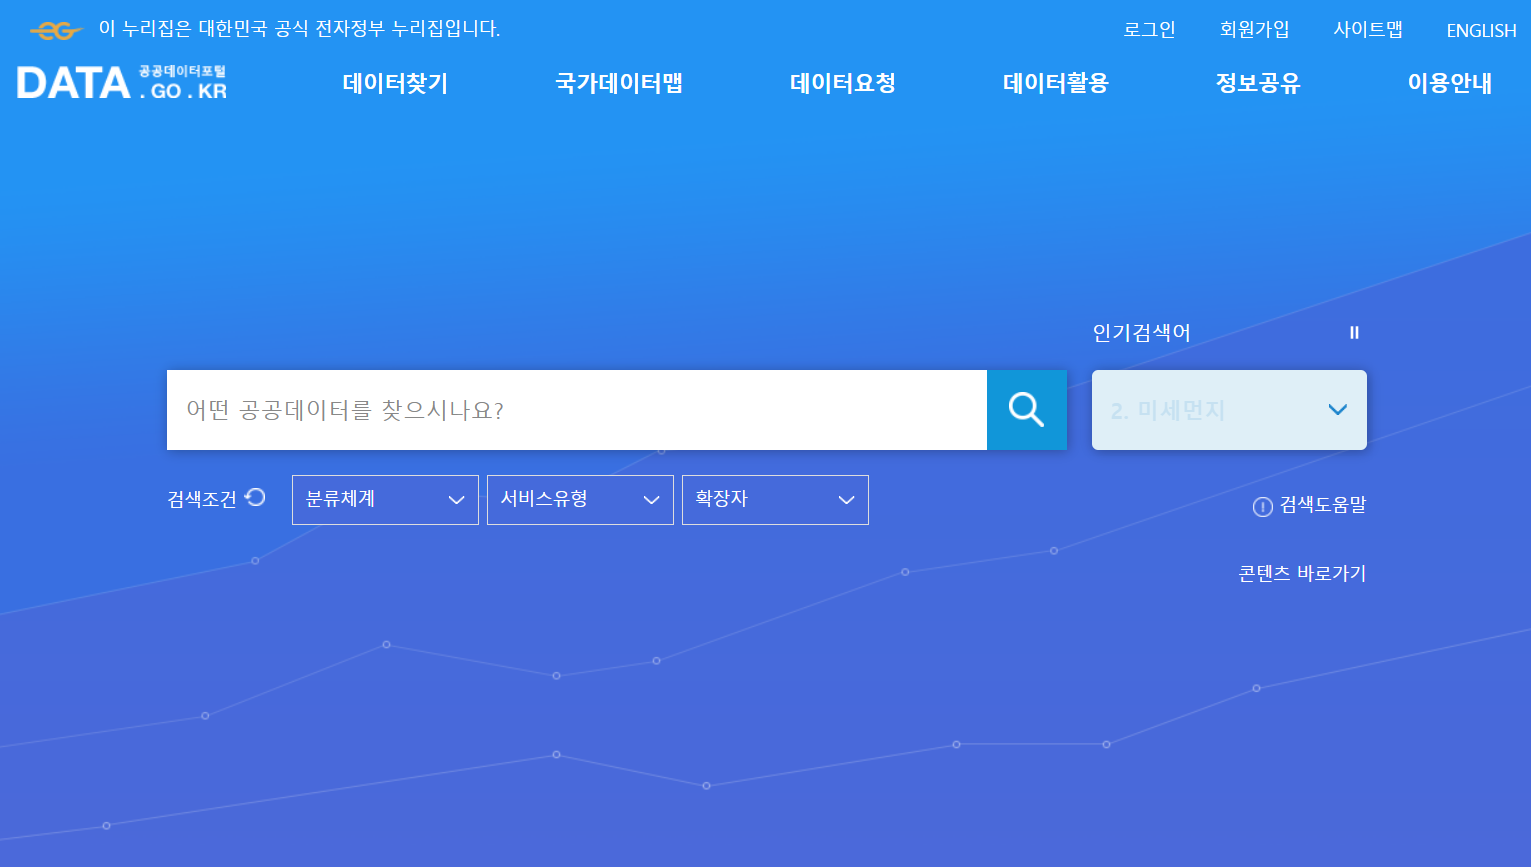 이 누리집은 대한민국 공식 전자정부 누리집입니다.
로그인 회원가입 사이트맵 ENGLISH
DATA 공공데이터포털 . GO . KR
데이터찾기 국가데이터맵 데이터요청 데이터활용 정보공유 이용안내
인기검색어
어떤 공공데이터를 찾으시나요?
2. 미세먼지
검색조건 분류체계 서비스유형 확장자
검색도움말
콘텐츠 바로가기